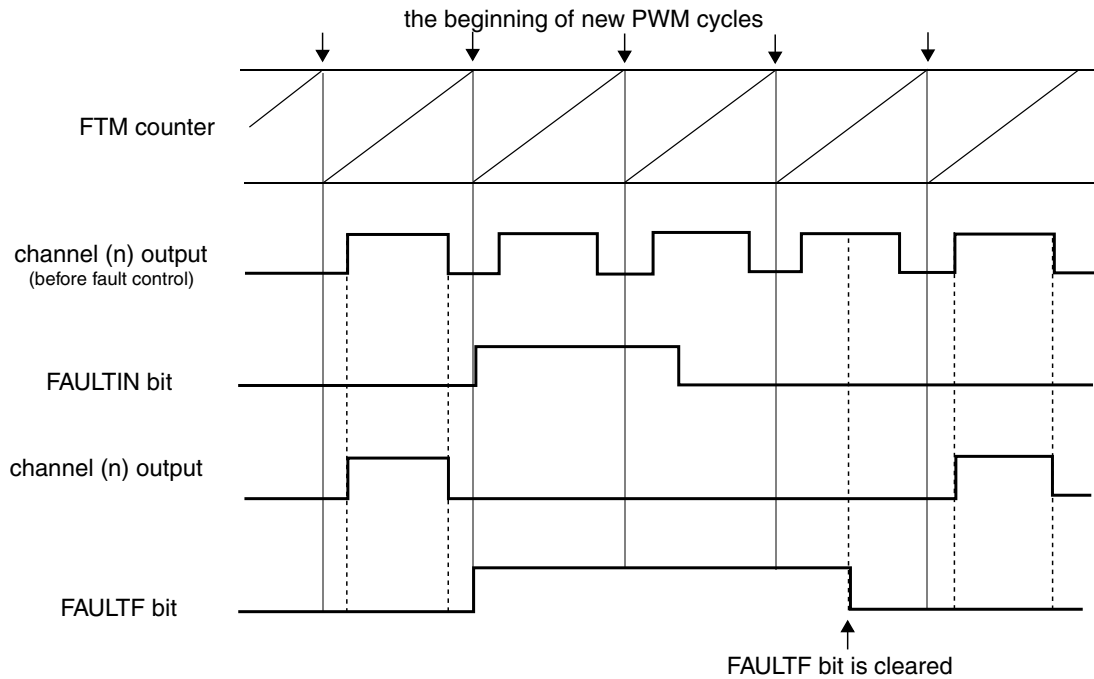 the beginning of new PWM cycles
FTM counter
channel (n) output
(before fault control)
FAULTIN bit
channel (n) output
FAULTF bit
FAULTF bit is cleared